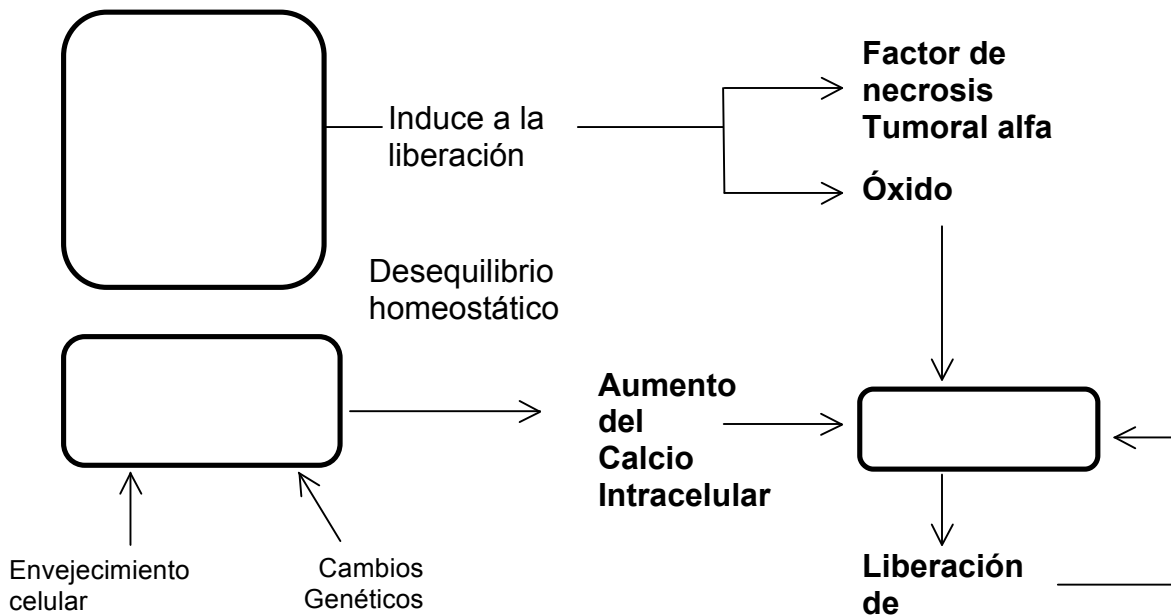 Factor de
necrosis
Tumoral alfa
Induce a la
liberación
Óxido
Desequilibrio
homeostático
Aumento
del
Calcio
Intracelular
Envejecimiento
celular
Cambios
Genéticos
Liberación
de